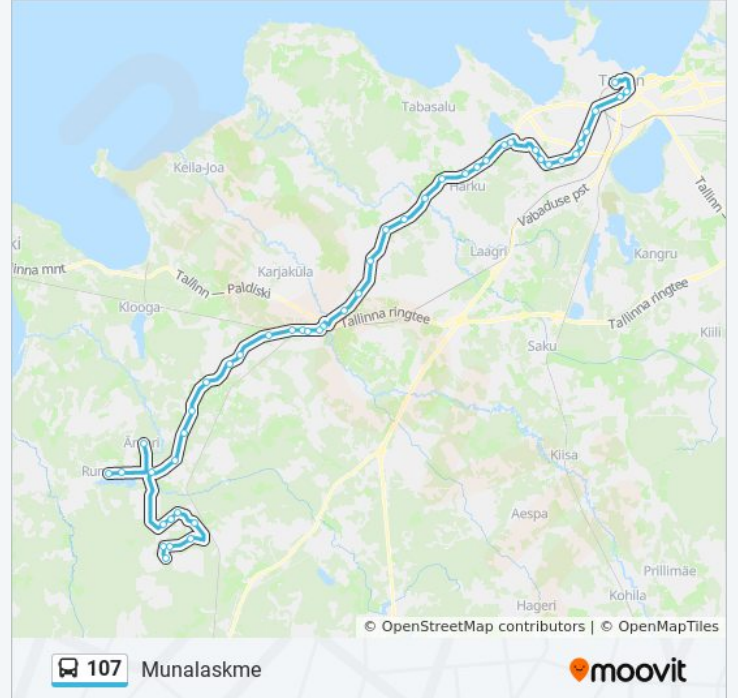 Tabasalu
Keila-Joa
Harku
Vabaduse pst
Tallinn
Laagri
Kangru
inna mnt
Karjaküla
Tallinn — Paldiski
Klooga
Tallinna ringtee
Tallinna ringtee
Kiili
Saku
Kiisa
Aespa
Prillimäe
Kohila
Hageri
© OpenStreetMap contributors | © OpenMapTiles
107 Munalaskme
moovit